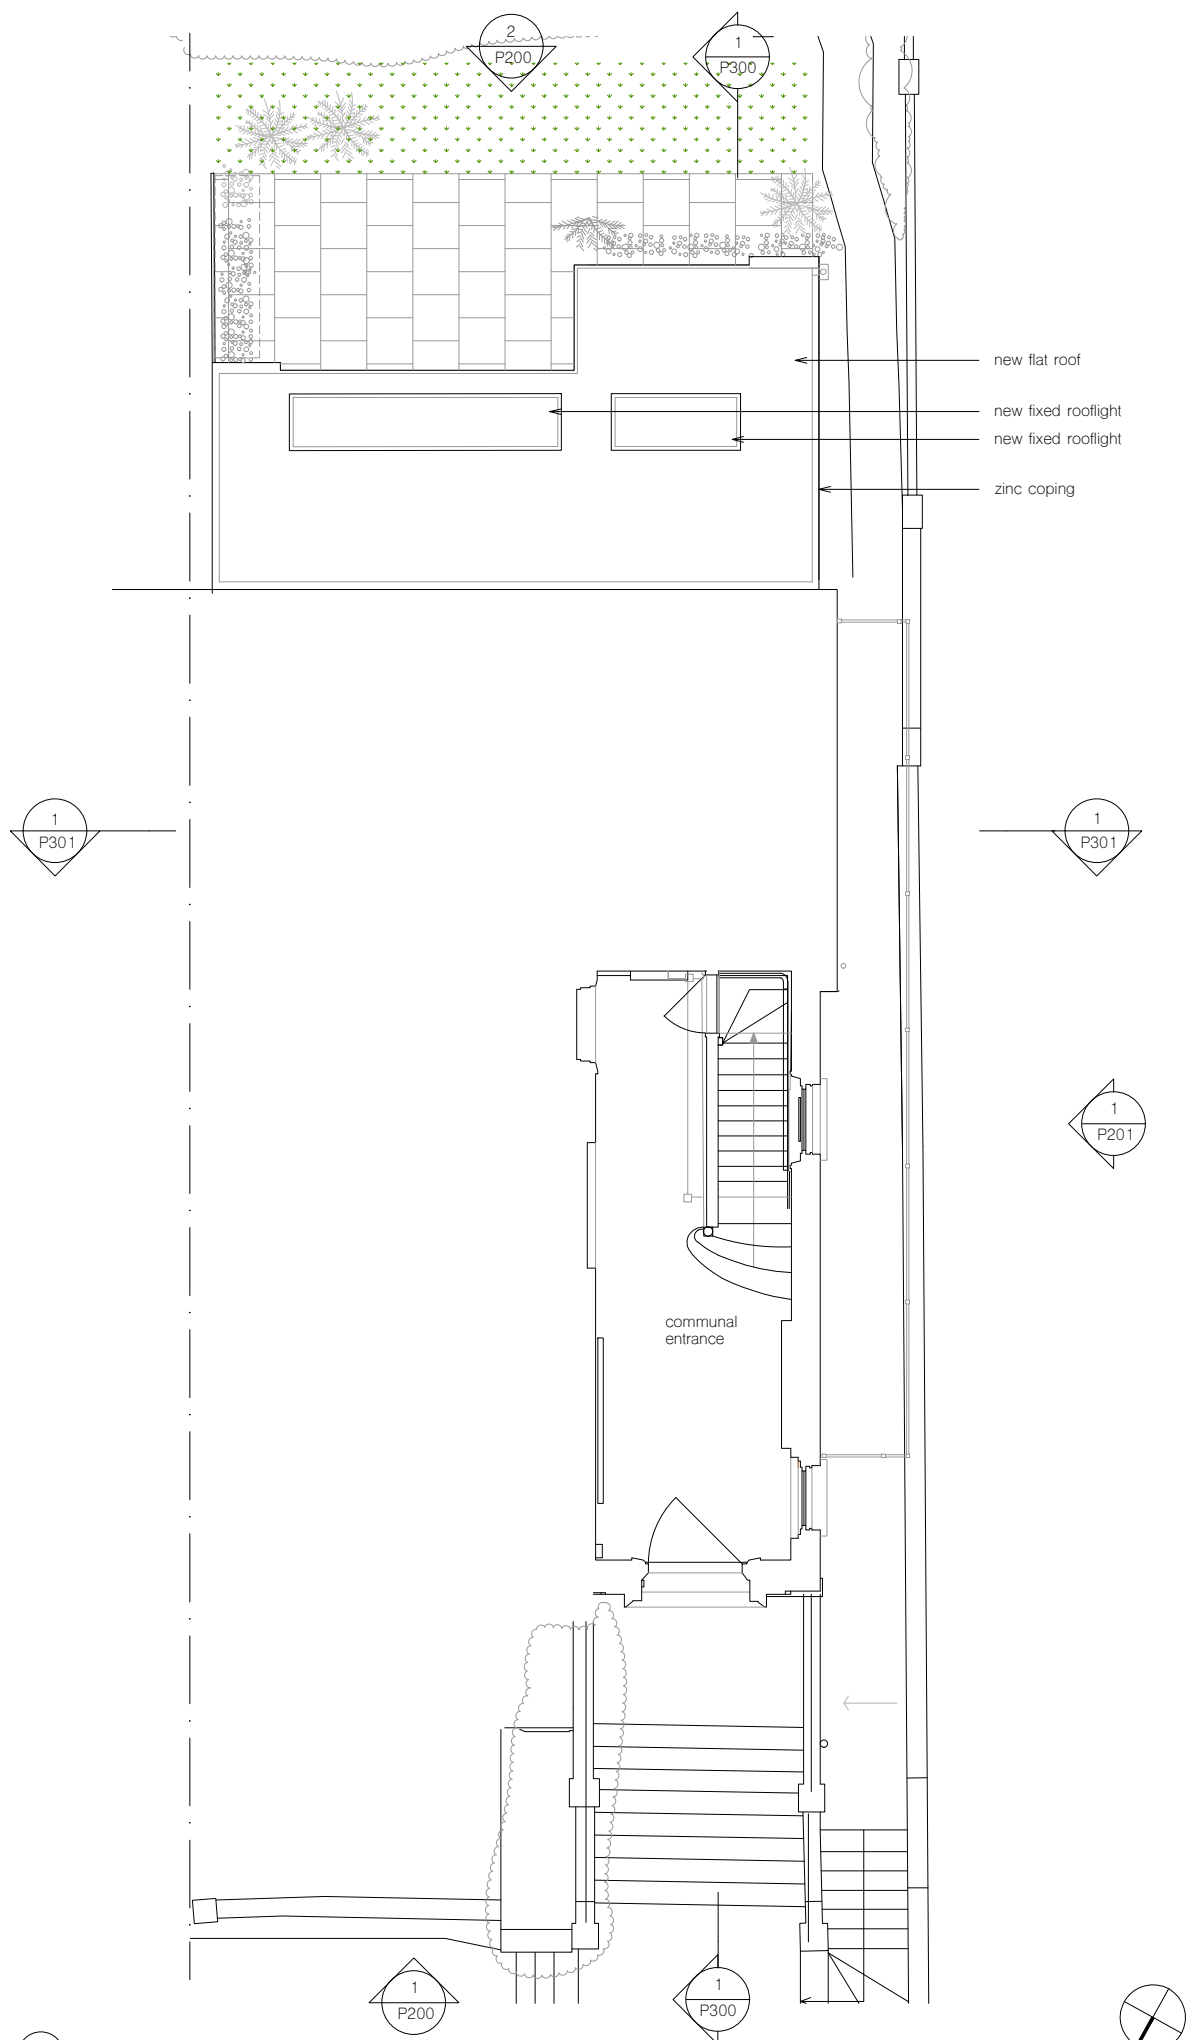 2
P200
1
P300
new flat roof
new fixed rooflight
new fixed rooflight
zinc coping
1
P301
1
P301
1
P201
communal
entrance
1
P200
1
P300